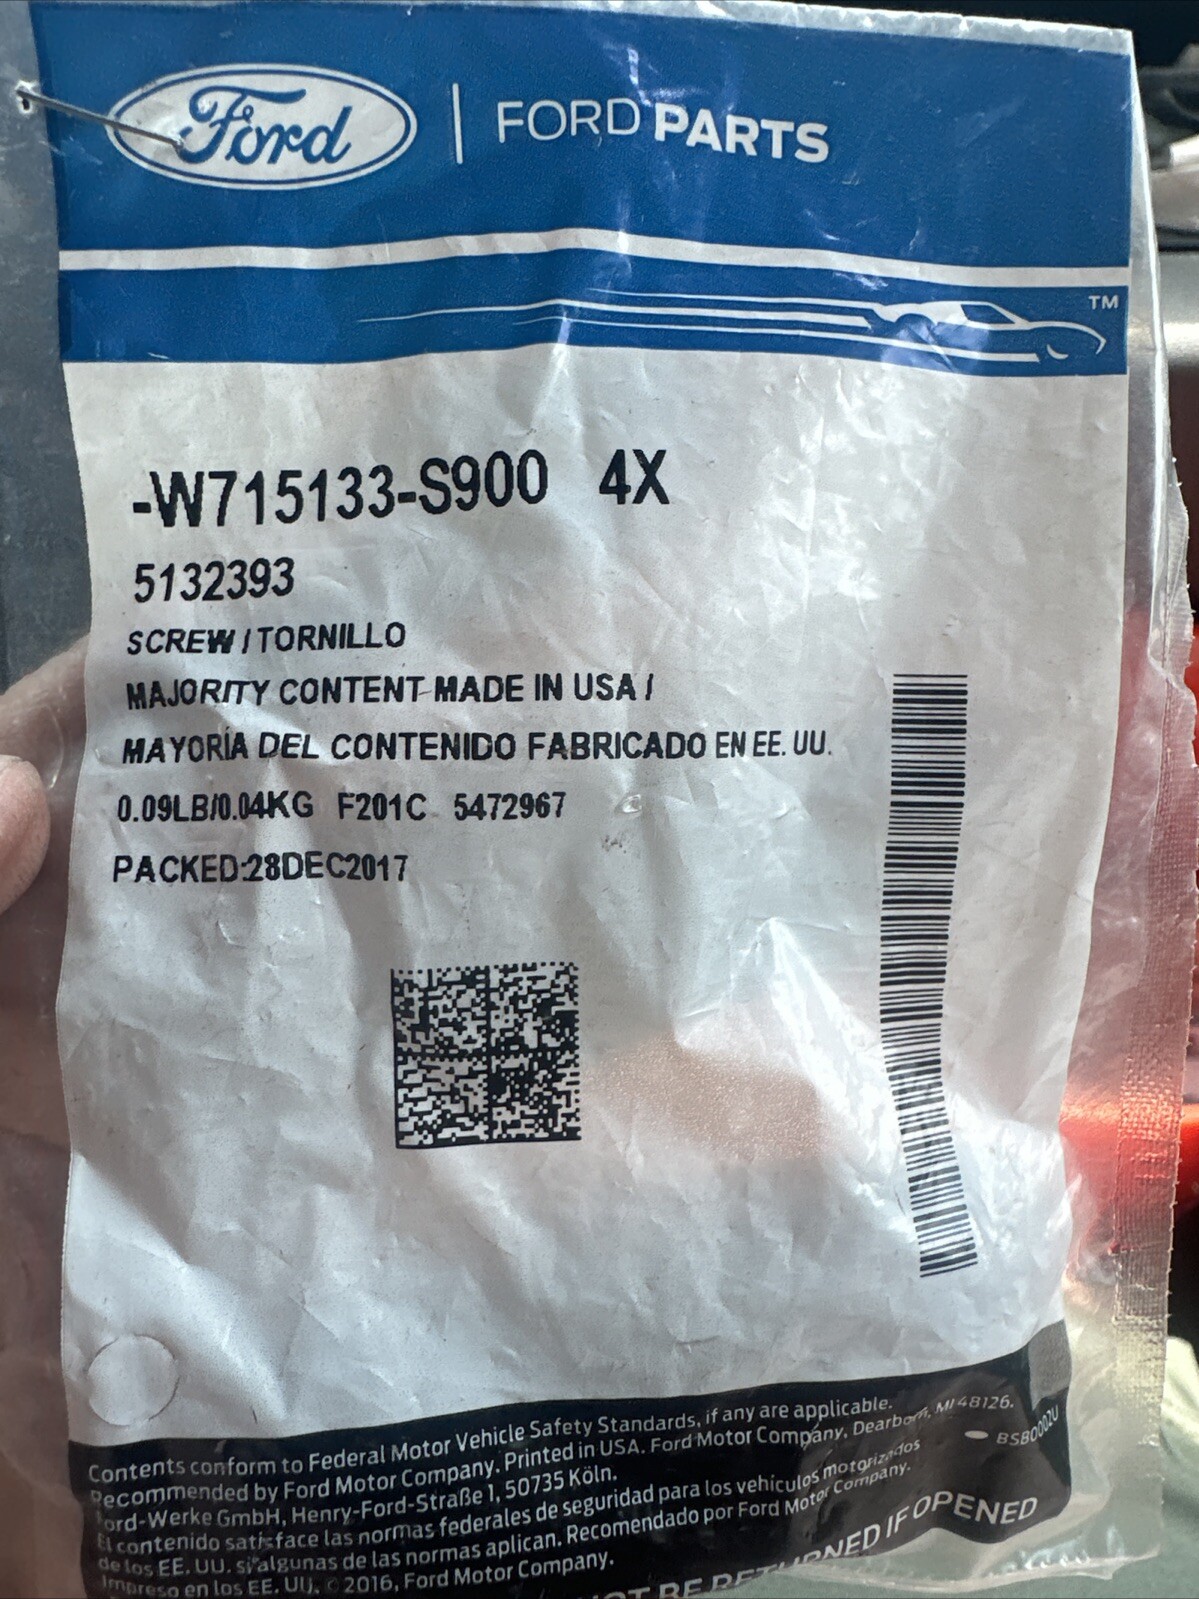 Ford | FORD PARTS
TM
-W715133-S900 4X
5132393
SCREW / TORNILLO
MAJORITY CONTENT MADE IN USA /
MAYORÍA DEL CONTENIDO FABRICADO EN EE. UU.
0.09LB/0.04KG F201C 5472967
PACKED:28DEC2017
Contents conform to Federal Motor Vehicle Safety Standards, if any are applicable.
Recommended by Ford Motor Company. Printed in USA. Ford Motor Company, Dearborn, MI 48126.
Ford-Werke GmbH, Henry-Ford-Straße 1, 50735 Köln.
El contenido satisface las normas federales de seguridad para los vehículos motorizados
de los EE. UU. si algunas de las normas aplican. Recomendado por Ford Motor Company.
Impreso en los EE. UU. © 2016, Ford Motor Company.
BSB0002U
NOT BE RETURNED IF OPENED